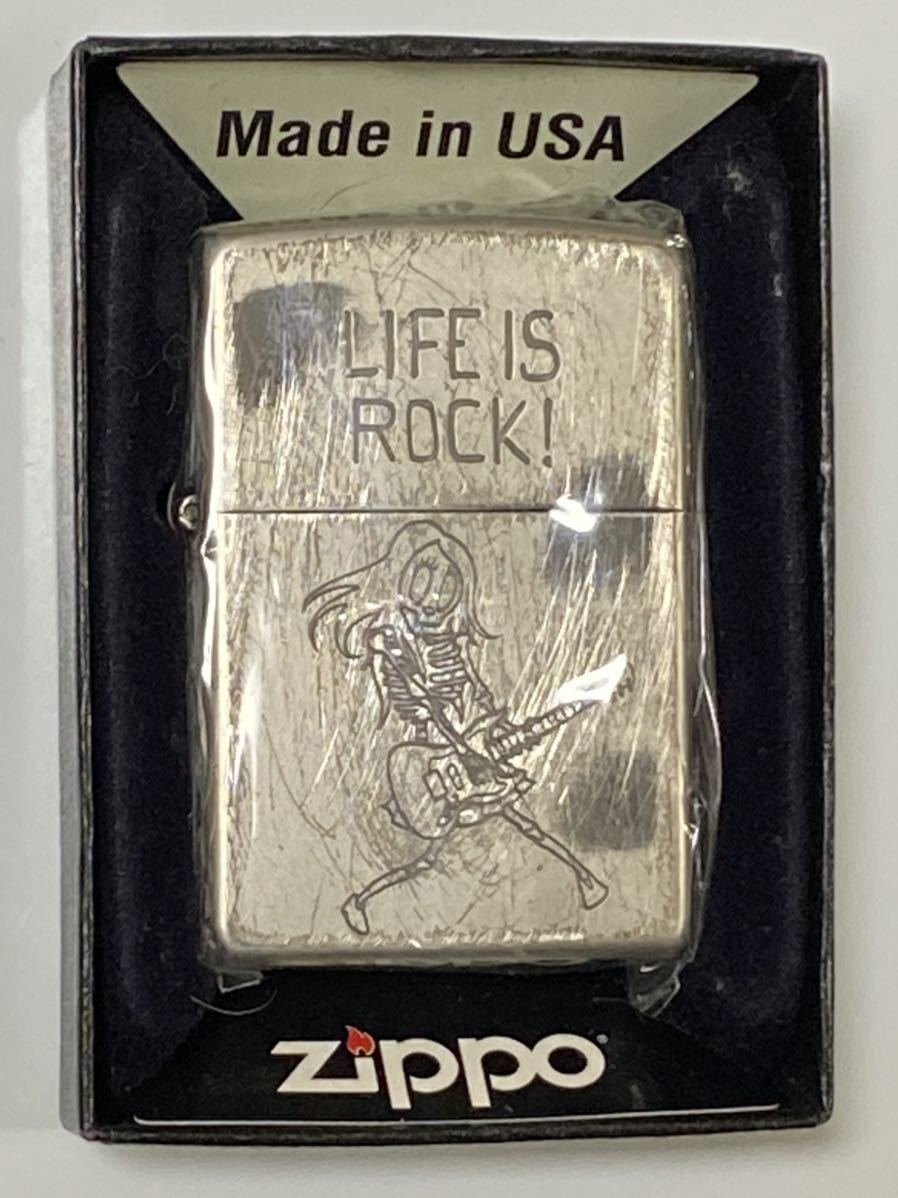 Made in USA
LIFE IS
ROCK!
zippo